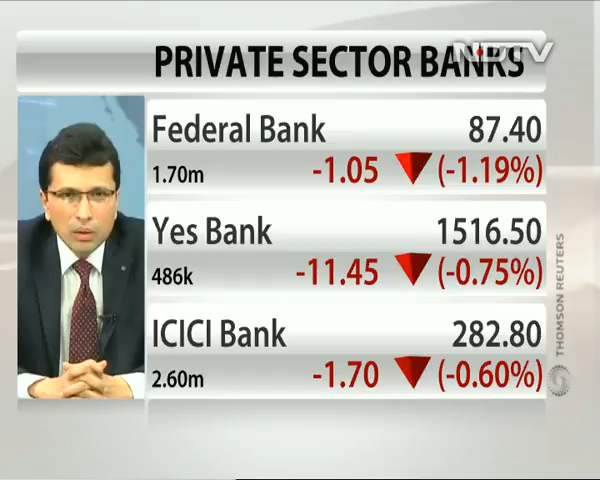 NDTV
PRIVATE SECTOR BANKS
Federal Bank 87.40
1.70m -1.05 (-1.19%)
Yes Bank 1516.50
486k -11.45 (-0.75%)
ICICI Bank 282.80
2.60m -1.70 (-0.60%)
THOMSON REUTERS